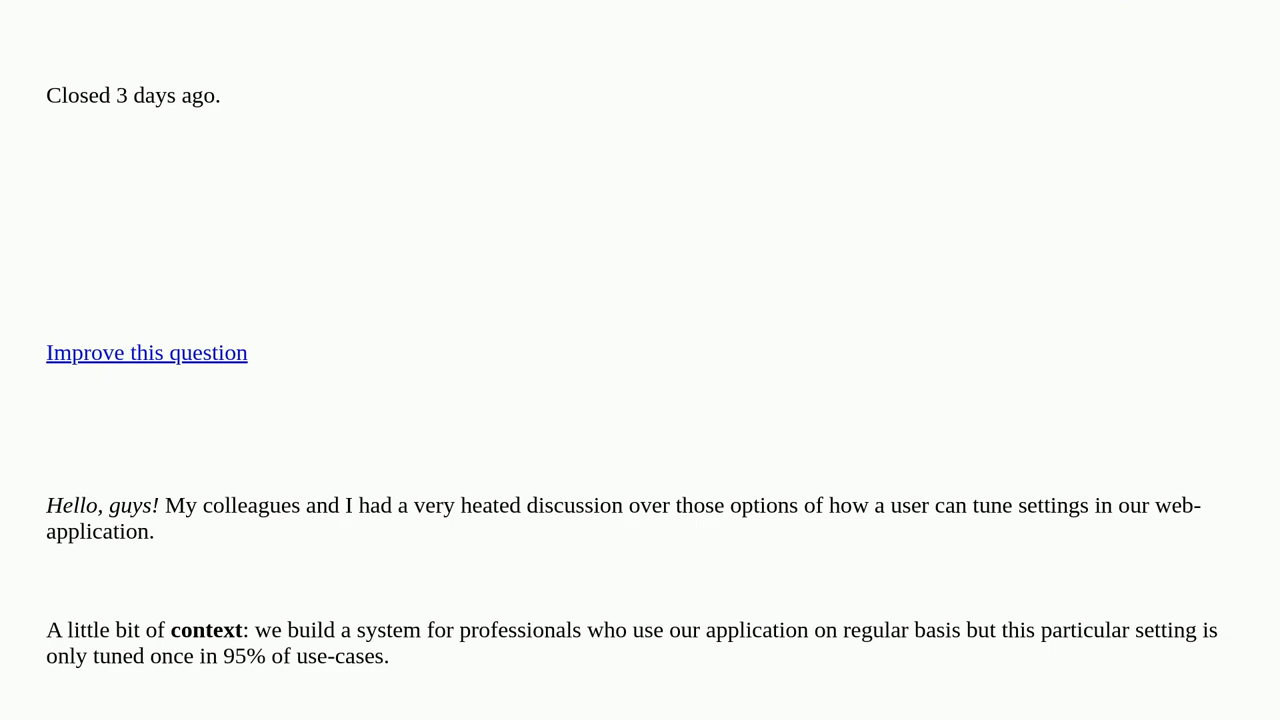 Closed 3 days ago.
Improve this question
Hello, guys! My colleagues and I had a very heated discussion over those options of how a user can tune settings in our web-
application.
A little bit of context: we build a system for professionals who use our application on regular basis but this particular setting is
only tuned once in 95% of use-cases.